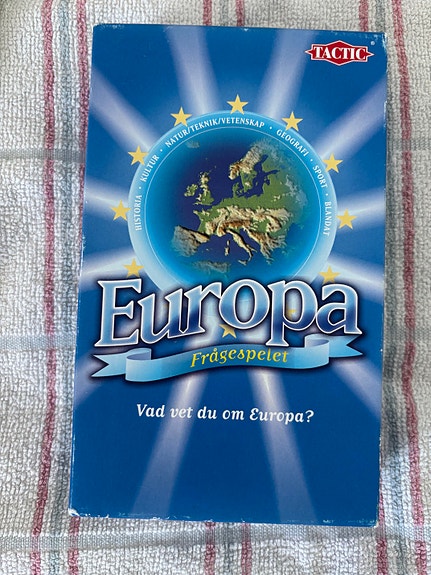 TACTIC®
HISTORIA • KULTUR • NATUR/TEKNIK/VETENSKAP • GEOGRAFI • SPORT • BLANDAT
Europa
Frågespelet
Vad vet du om Europa?